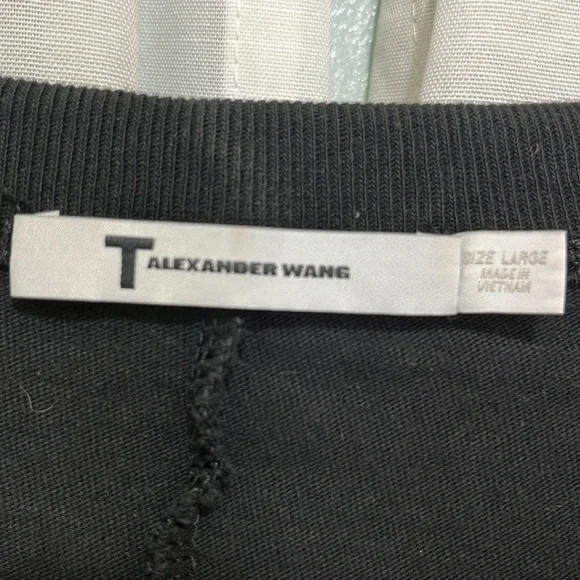 T ALEXANDER WANG
SIZE LARGE
MADE IN
VIETNAM